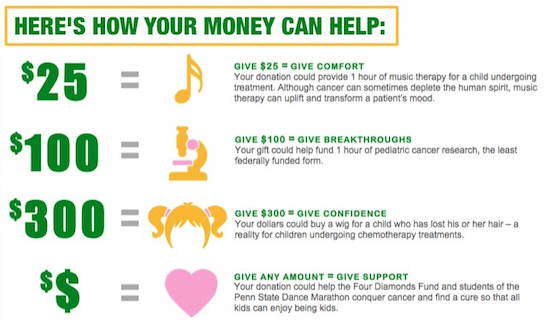 HERE'S HOW YOUR MONEY CAN HELP:
$25 =
GIVE $25 = GIVE COMFORT
Your donation could provide 1 hour of music therapy for a child undergoing
treatment. Although cancer can sometimes deplete the human spirit, music
therapy can uplift and transform a patient's mood.
$100 =
GIVE $100 = GIVE BREAKTHROUGHS
Your gift could help fund 1 hour of pediatric cancer research, the least
federally funded form.
$300 =
GIVE $300 = GIVE CONFIDENCE
Your dollars could buy a wig for a child who has lost his or her hair – a
reality for children undergoing chemotherapy treatments.
$$ =
GIVE ANY AMOUNT = GIVE SUPPORT
Your donation could help the Four Diamonds Fund and students of the
Penn State Dance Marathon conquer cancer and find a cure so that all
kids can enjoy being kids.